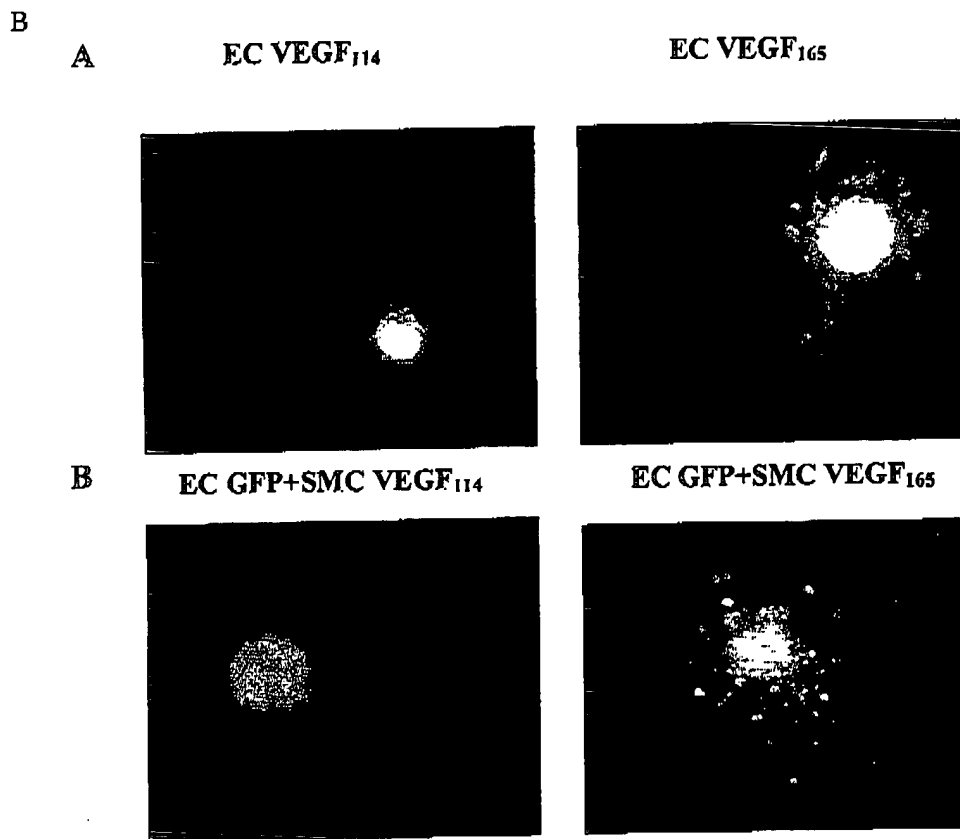 B
A EC VEGF₁₁₄ EC VEGF₁₆₅
B EC GFP+SMC VEGF₁₁₄ EC GFP+SMC VEGF₁₆₅